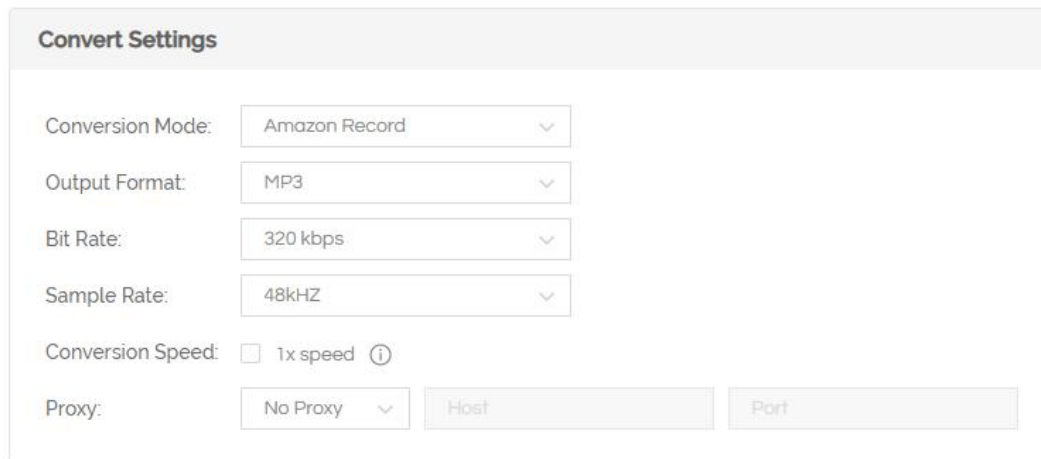 Convert Settings
Conversion Mode: Amazon Record
Output Format: MP3
Bit Rate: 320 kbps
Sample Rate: 48kHZ
Conversion Speed: 1x speed
Proxy: No Proxy Host Port